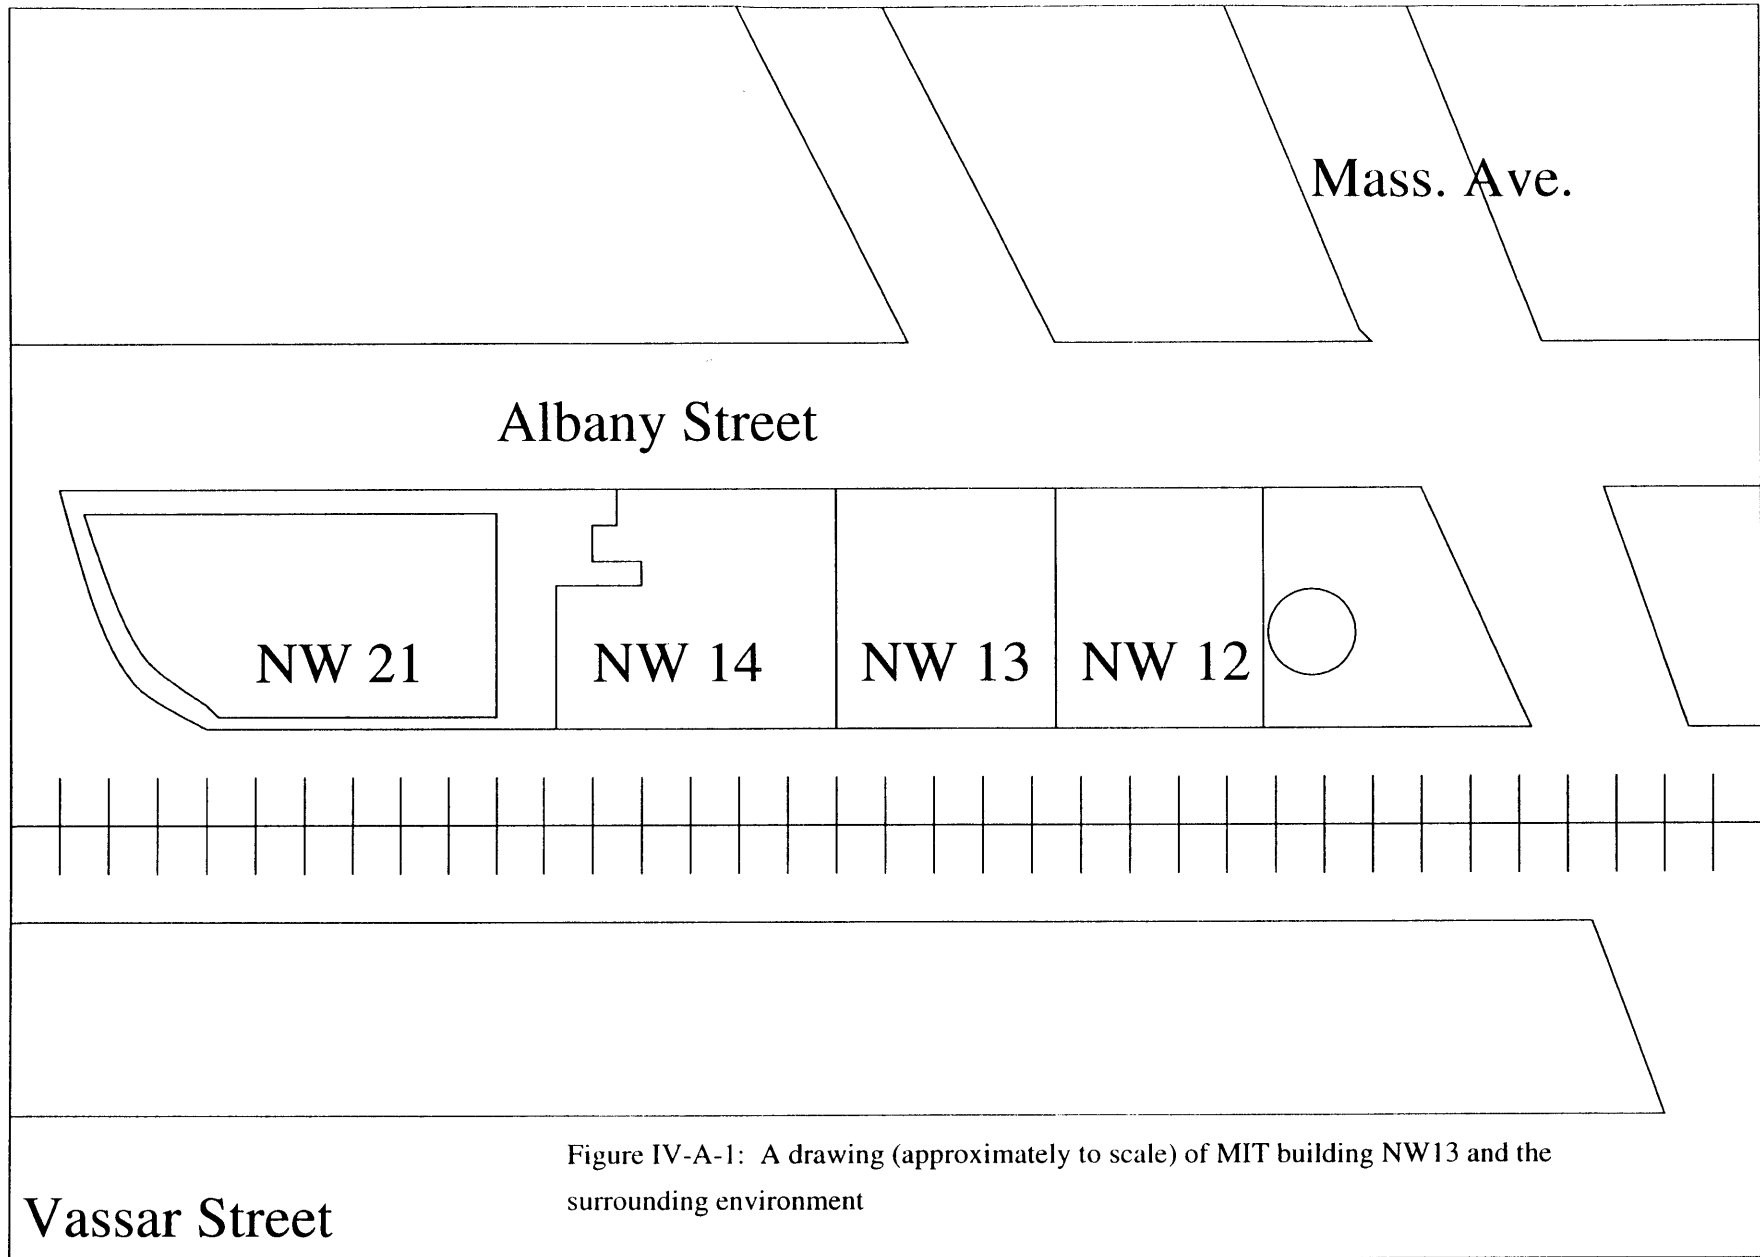 Mass. Ave.
Albany Street
NW 21
NW 14
NW 13
NW 12
Figure IV-A-1: A drawing (approximately to scale) of MIT building NW13 and the
surrounding environment
Vassar Street